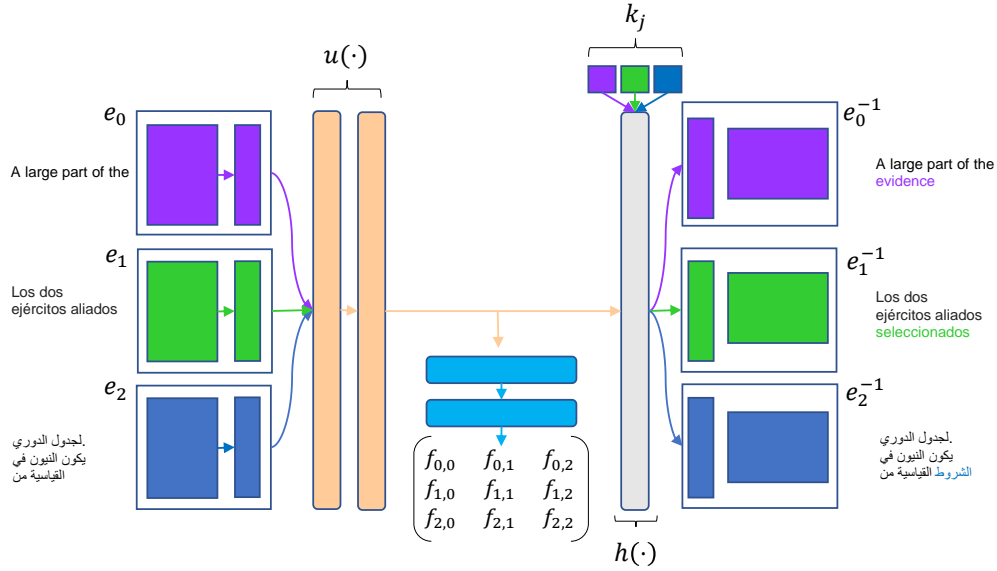 k_j
u(·)
e_0
A large part of the
e_0^{-1}
A large part of the
evidence
e_1
Los dos
ejércitos aliados
e_1^{-1}
Los dos
ejércitos aliados
seleccionados
e_2
.لجدول الدوري
يكون النيون في
القياسية من
e_2^{-1}
.لجدول الدوري
يكون النيون في
الشروط القياسية من
f_{0,0} f_{0,1} f_{0,2}
f_{1,0} f_{1,1} f_{1,2}
f_{2,0} f_{2,1} f_{2,2}
h(·)